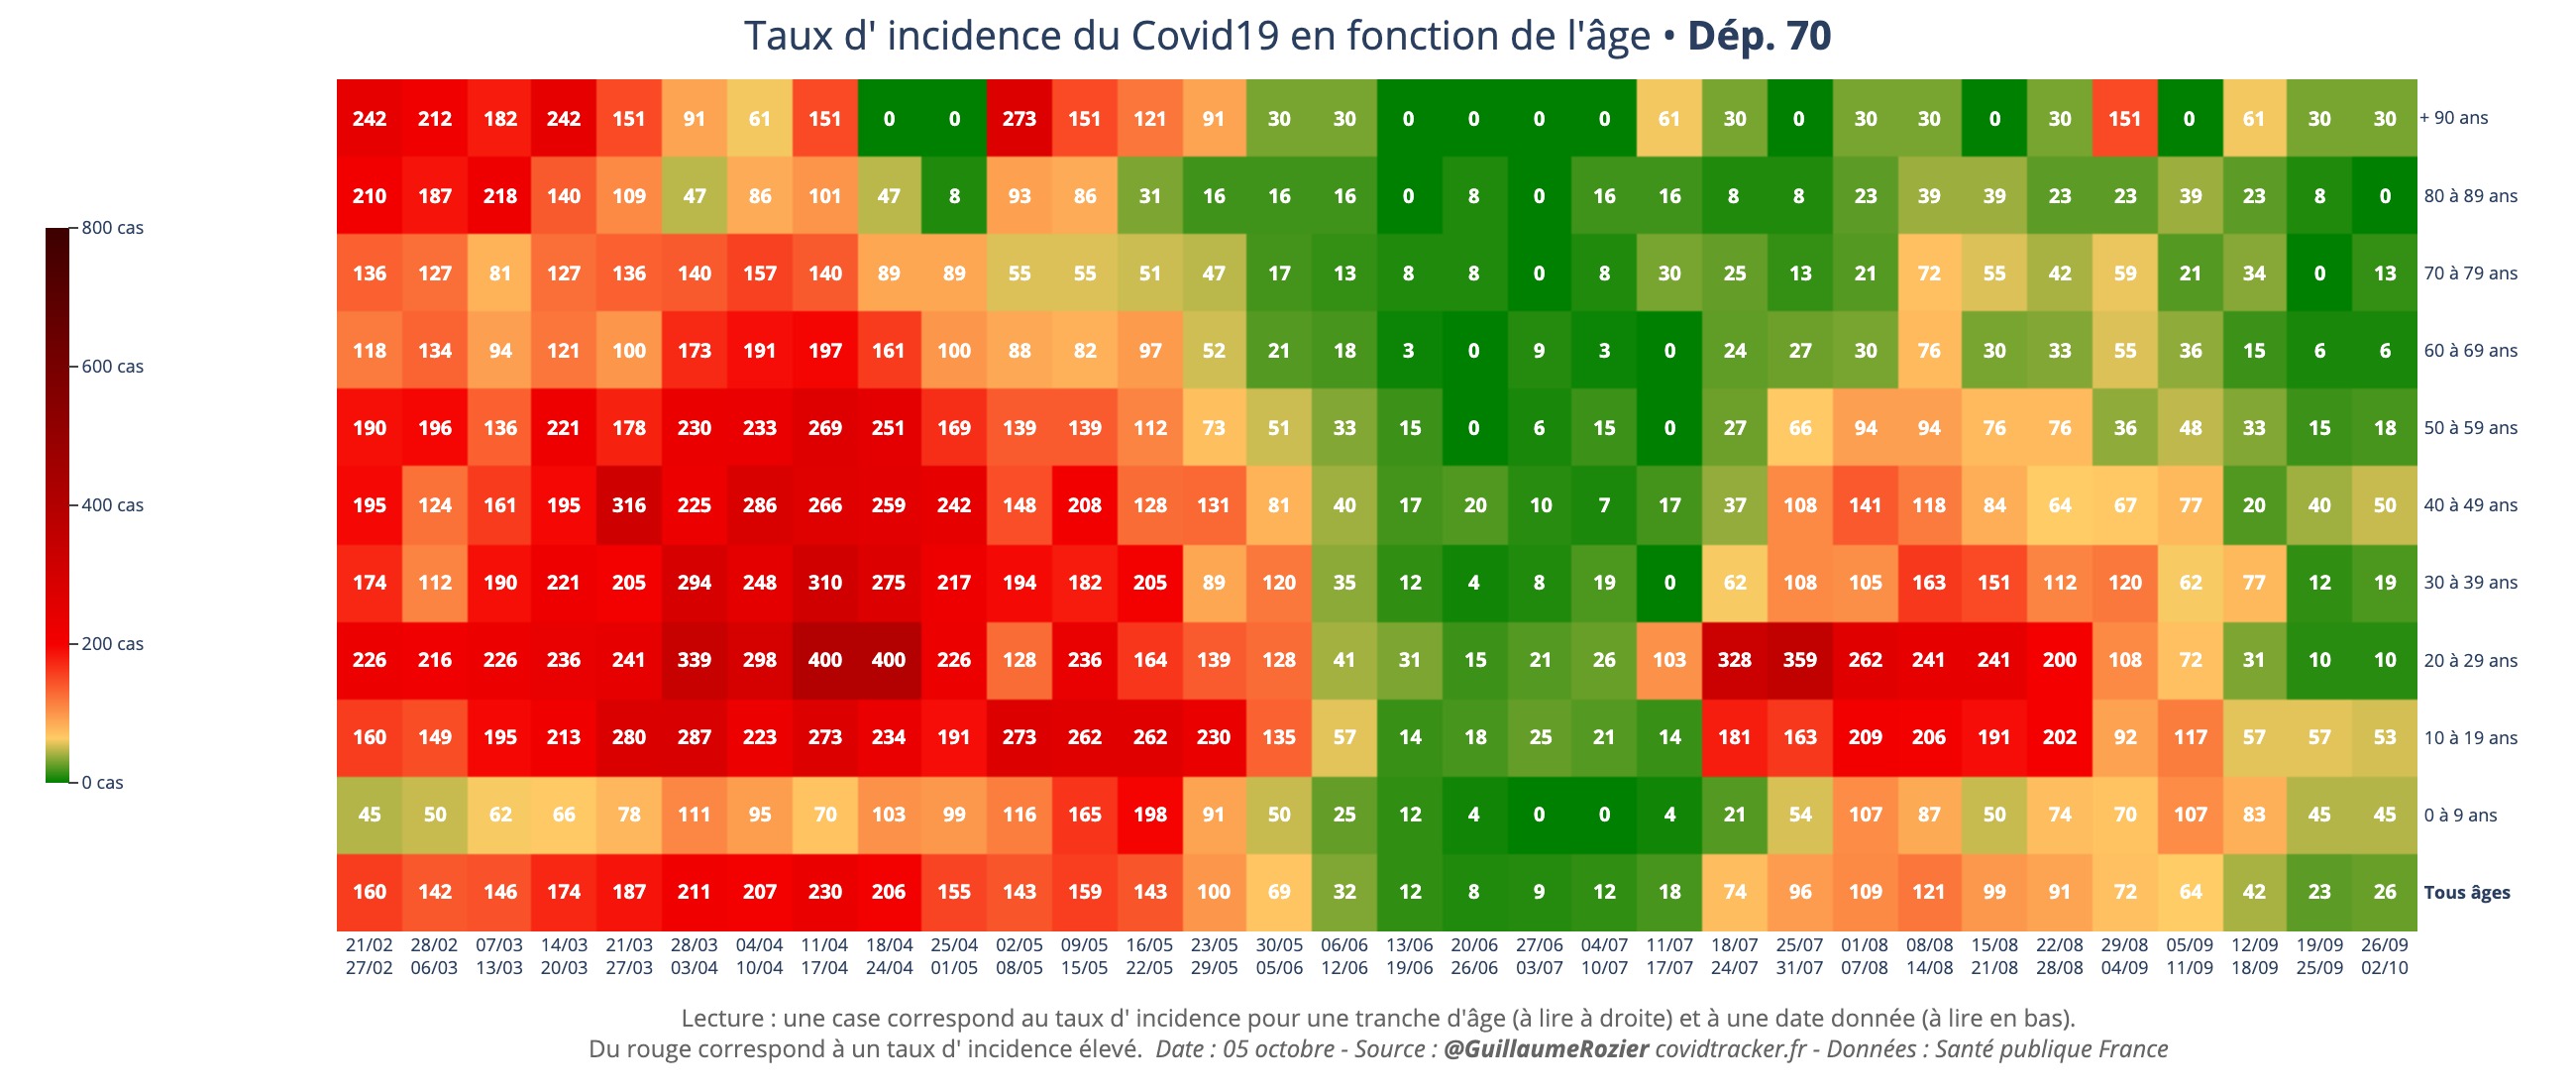 Taux d' incidence du Covid19 en fonction de l'âge • Dép. 70
800 cas
600 cas
400 cas
200 cas
0 cas
242 212 182 242 151 91 61 151 0 0 273 151 121 91 30 30 0 0 0 0 61 30 0 30 30 0 30 151 0 61 30 30 + 90 ans
210 187 218 140 109 47 86 101 47 8 93 86 31 16 16 16 0 8 0 16 16 8 8 23 39 39 23 23 39 23 8 0 80 à 89 ans
136 127 81 127 136 140 157 140 89 89 55 55 51 47 17 13 8 8 0 8 30 25 13 21 72 55 42 59 21 34 0 13 70 à 79 ans
118 134 94 121 100 173 191 197 161 100 88 82 97 52 21 18 3 0 9 3 0 24 27 30 76 30 33 55 36 15 6 6 60 à 69 ans
190 196 136 221 178 230 233 269 251 169 139 139 112 73 51 33 15 0 6 15 0 27 66 94 94 76 76 36 48 33 15 18 50 à 59 ans
195 124 161 195 316 225 286 266 259 242 148 208 128 131 81 40 17 20 10 7 17 37 108 141 118 84 64 67 77 20 40 50 40 à 49 ans
174 112 190 221 205 294 248 310 275 217 194 182 205 89 120 35 12 4 8 19 0 62 108 105 163 151 112 120 62 77 12 19 30 à 39 ans
226 216 226 236 241 339 298 400 400 226 128 236 164 139 128 41 31 15 21 26 103 328 359 262 241 241 200 108 72 31 10 10 20 à 29 ans
160 149 195 213 280 287 223 273 234 191 273 262 262 230 135 57 14 18 25 21 14 181 163 209 206 191 202 92 117 57 57 53 10 à 19 ans
45 50 62 66 78 111 95 70 103 99 116 165 198 91 50 25 12 4 0 0 4 21 54 107 87 50 74 70 107 83 45 45 0 à 9 ans
160 142 146 174 187 211 207 230 206 155 143 159 143 100 69 32 12 8 9 12 18 74 96 109 121 99 91 72 64 42 23 26 Tous âges
21/02 28/02 07/03 14/03 21/03 28/03 04/04 11/04 18/04 25/04 02/05 09/05 16/05 23/05 30/05 06/06 13/06 20/06 27/06 04/07 11/07 18/07 25/07 01/08 08/08 15/08 22/08 29/08 05/09 12/09 19/09 26/09
27/02 06/03 13/03 20/03 27/03 03/04 10/04 17/04 24/04 01/05 08/05 15/05 22/05 29/05 05/06 12/06 19/06 26/06 03/07 10/07 17/07 24/07 31/07 07/08 14/08 21/08 28/08 04/09 11/09 18/09 25/09 02/10
Lecture : une case correspond au taux d' incidence pour une tranche d'âge (à lire à droite) et à une date donnée (à lire en bas).
Du rouge correspond à un taux d' incidence élevé. Date : 05 octobre - Source : @GuillaumeRozier covidtracker.fr - Données : Santé publique France